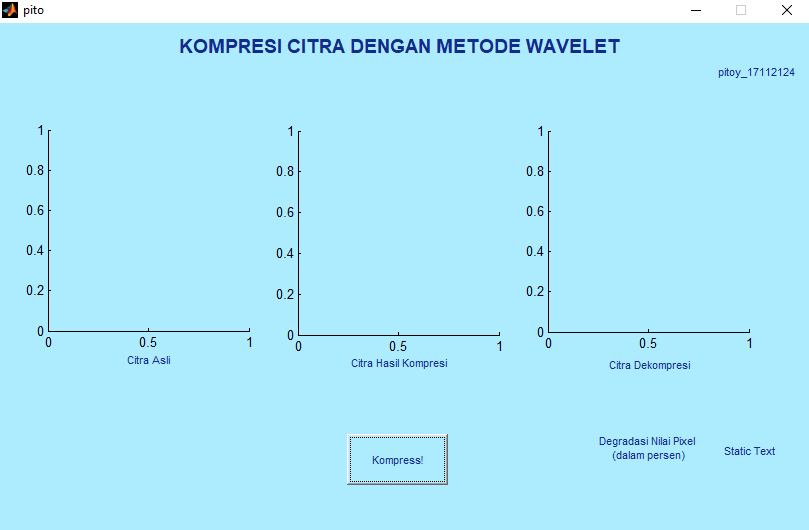 pito
KOMPRESI CITRA DENGAN METODE WAVELET
pitoy_17112124
1
0.8
0.6
0.4
0.2
0
0 0.5 1
Citra Asli
1
0.8
0.6
0.4
0.2
0
0 0.5 1
Citra Hasil Kompresi
1
0.8
0.6
0.4
0.2
0
0 0.5 1
Citra Dekompresi
Kompress!
Degradasi Nilai Pixel
(dalam persen)
Static Text